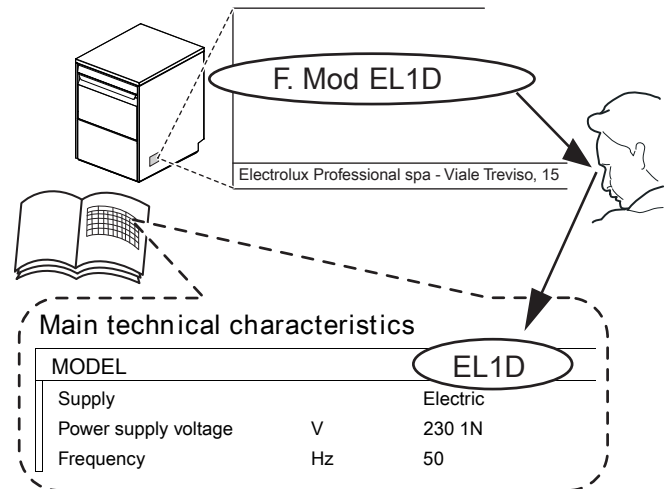 F. Mod EL1D
Electrolux Professional spa - Viale Treviso, 15
Main technical characteristics
MODEL EL1D
Supply Electric
Power supply voltage V 230 1N
Frequency Hz 50